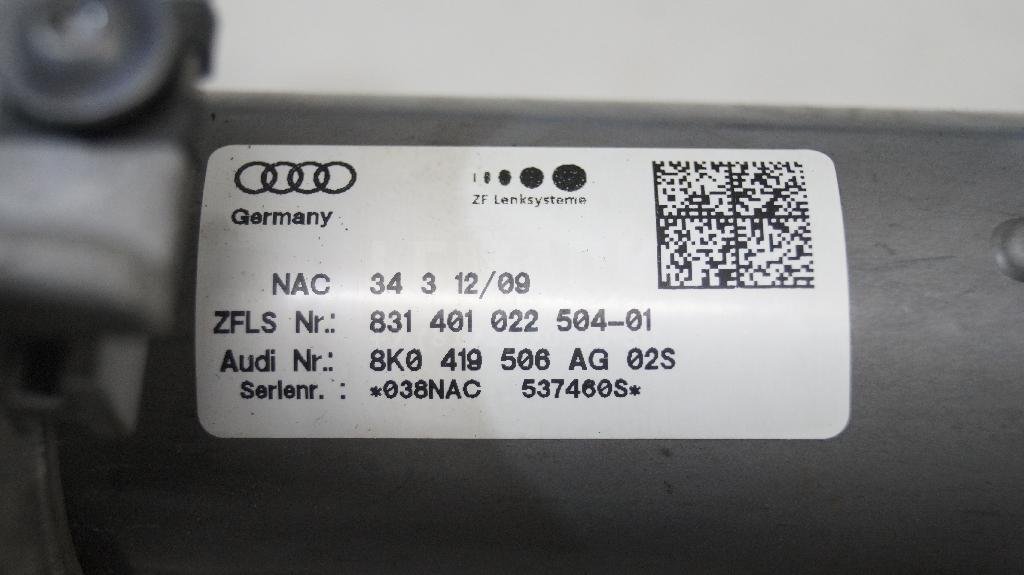 Germany
ZF Lenksysteme
NAC 34 3 12/09
ZFLS Nr.: 831 401 022 504-01
Audi Nr.: 8K0 419 506 AG 02S
Serienr. : *038NAC 537460S*